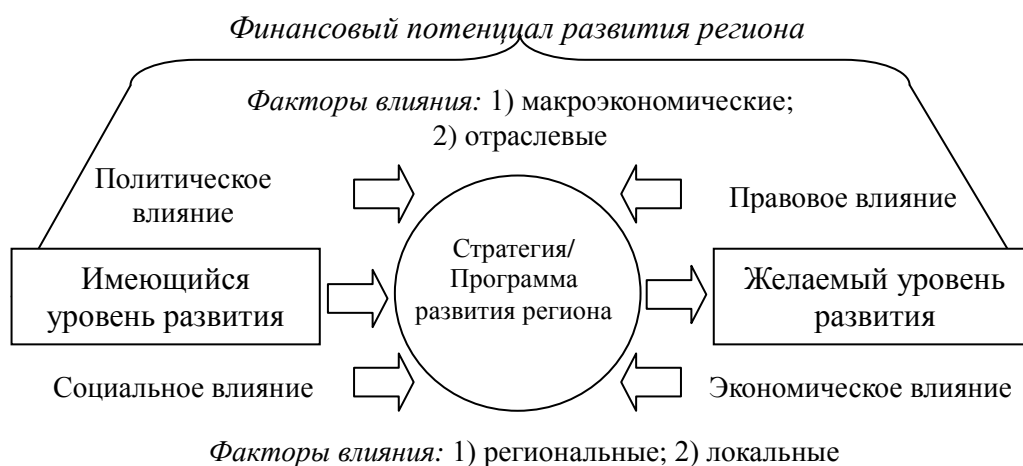 Финансовый потенциал развития региона
Факторы влияния: 1) макроэкономические;
2) отраслевые
Политическое
влияние
Правовое влияние
Имеющийся
уровень развития
Стратегия/
Программа
развития региона
Желаемый уровень
развития
Социальное влияние
Экономическое влияние
Факторы влияния: 1) региональные; 2) локальные